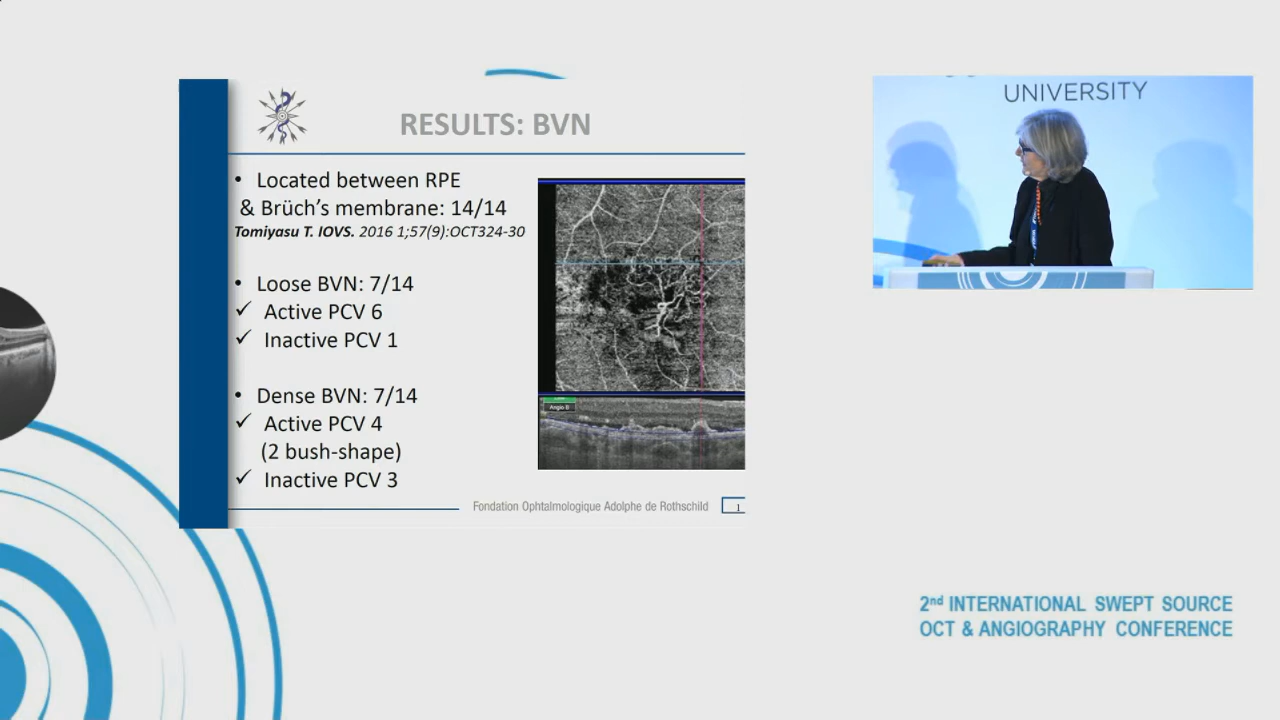 RESULTS: BVN
• Located between RPE
& Brüch's membrane: 14/14
Tomiyasu T. IOVS. 2016 1;57(9):OCT324-30
• Loose BVN: 7/14
✓ Active PCV 6
✓ Inactive PCV 1
• Dense BVN: 7/14
✓ Active PCV 4
(2 bush-shape)
✓ Inactive PCV 3
Angio B
Fondation Ophtalmologique Adolphe de Rothschild
1
UNIVERSITY
2nd INTERNATIONAL SWEPT SOURCE
OCT & ANGIOGRAPHY CONFERENCE